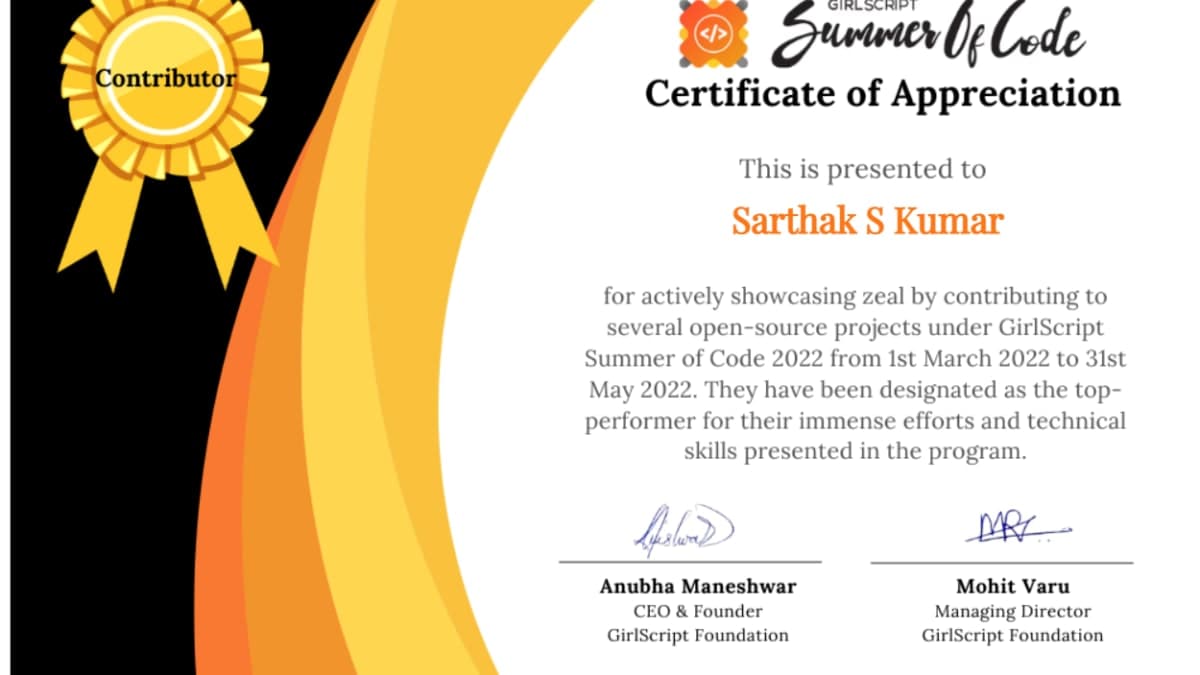 Contributor
GIRLSCRIPT
Summer Of Code
Certificate of Appreciation
This is presented to
Sarthak S Kumar
for actively showcasing zeal by contributing to
several open-source projects under GirlScript
Summer of Code 2022 from 1st March 2022 to 31st
May 2022. They have been designated as the top-
performer for their immense efforts and technical
skills presented in the program.
Anubha Maneshwar
CEO & Founder
GirlScript Foundation
Mohit Varu
Managing Director
GirlScript Foundation